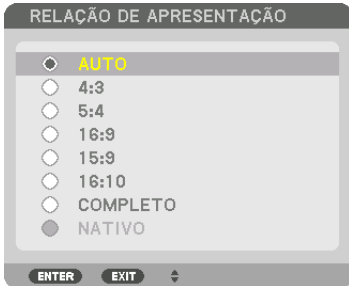 RELAÇÃO DE APRESENTAÇÃO
AUTO
4:3
5:4
16:9
15:9
16:10
COMPLETO
NATIVO
ENTER EXIT